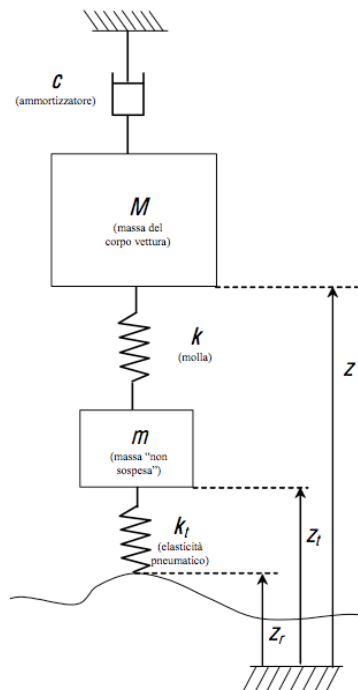 c
(ammortizzatore)
M
(massa del
corpo vettura)
k
(molla)
z
m
(massa “non
sospesa”)
k_t
(elasticità
pneumatico)
z_t
z_r